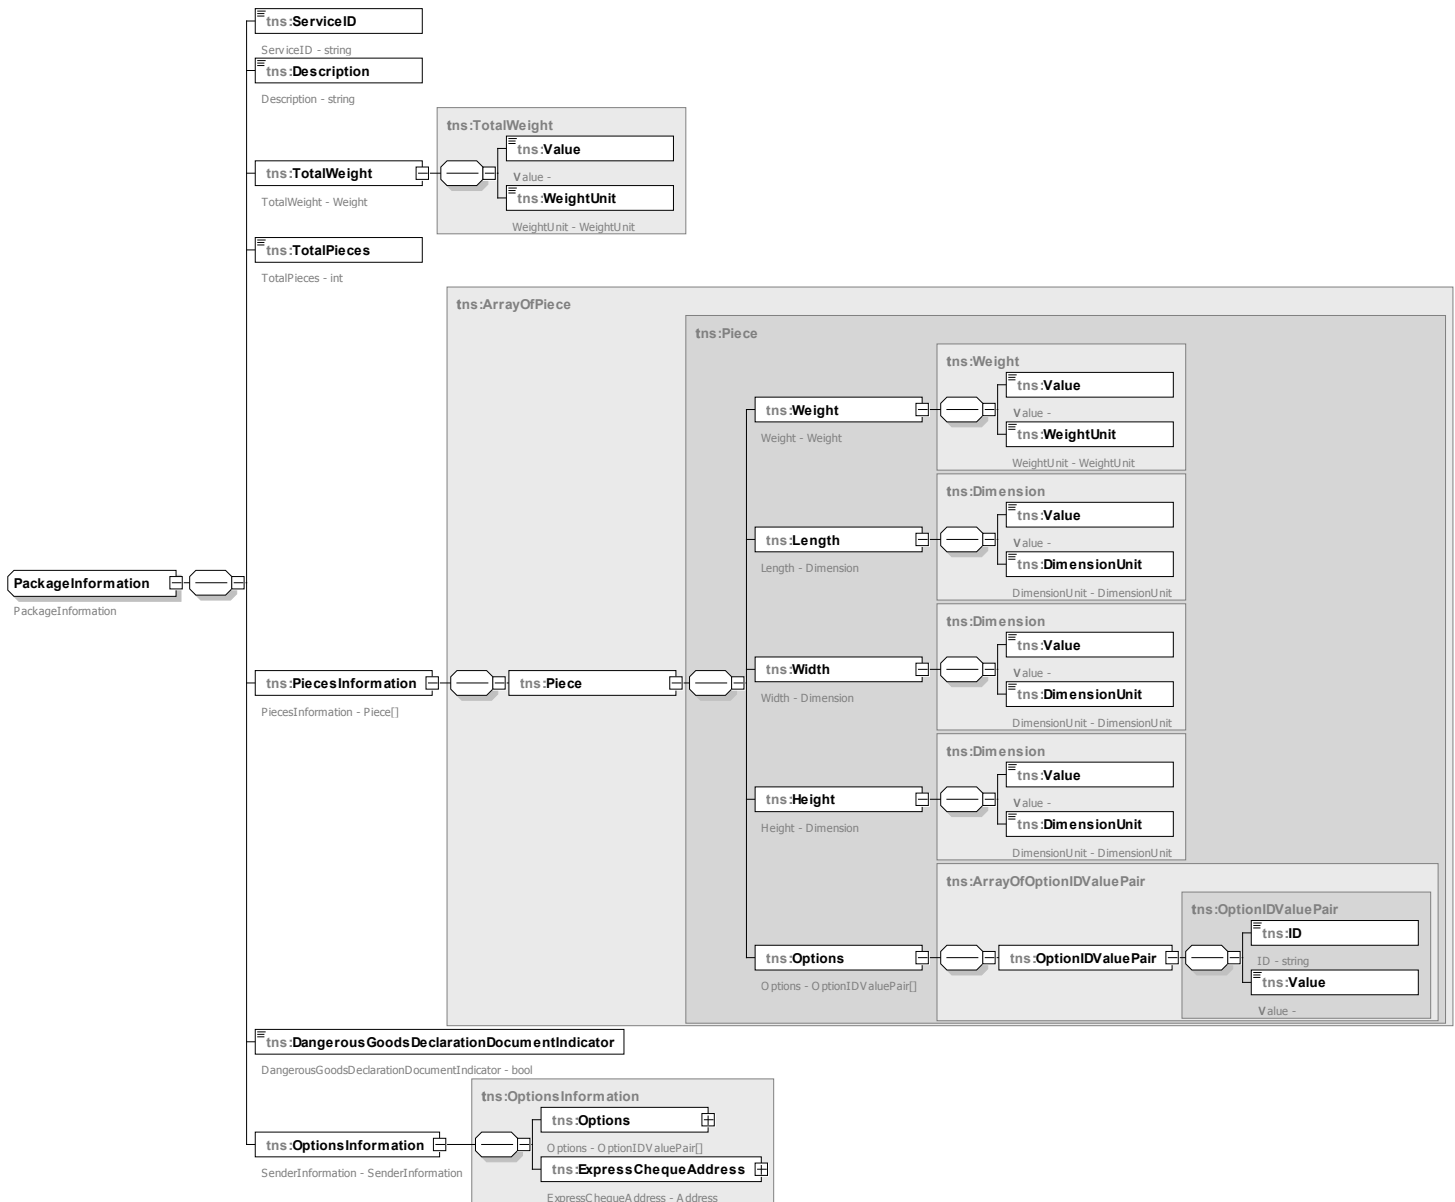 tns:ServiceID
ServiceID - string
tns:Description
Description - string
tns:TotalWeight
tns:Value
Value -
tns:TotalWeight
tns:WeightUnit
TotalWeight - Weight
WeightUnit - WeightUnit
tns:TotalPieces
TotalPieces - int
tns:ArrayOfPiece
tns:Piece
tns:Weight
tns:Value
tns:Weight
Value -
tns:WeightUnit
Weight - Weight
WeightUnit - WeightUnit
tns:Dimension
tns:Value
tns:Length
Value -
tns:DimensionUnit
Length - Dimension
PackageInformation
DimensionUnit - DimensionUnit
PackageInformation
tns:Dimension
tns:Value
tns:Width
Value -
tns:PiecesInformation
tns:Piece
tns:DimensionUnit
Width - Dimension
PiecesInformation - Piece[]
DimensionUnit - DimensionUnit
tns:Dimension
tns:Value
tns:Height
Value -
tns:DimensionUnit
Height - Dimension
DimensionUnit - DimensionUnit
tns:ArrayOfOptionIDValuePair
tns:OptionIDValuePair
tns:ID
tns:Options
tns:OptionIDValuePair
ID - string
tns:Value
Options - OptionIDValuePair[]
Value -
tns:DangerousGoodsDeclarationDocumentIndicator
DangerousGoodsDeclarationDocumentIndicator - bool
tns:OptionsInformation
tns:Options
Options - OptionIDValuePair[]
tns:OptionsInformation
tns:ExpressChequeAddress
SenderInformation - SenderInformation
ExpressChequeAddress - Address